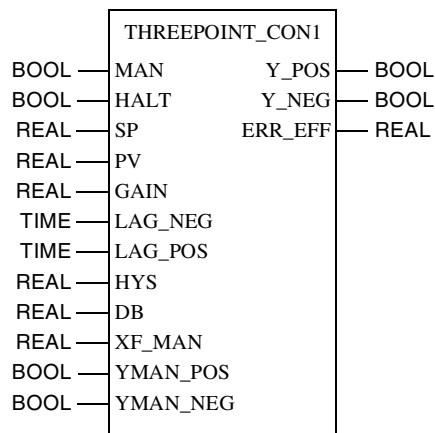 THREEPOINT_CON1
BOOL MAN Y_POS BOOL
BOOL HALT Y_NEG BOOL
REAL SP ERR_EFF REAL
REAL PV
REAL GAIN
TIME LAG_NEG
TIME LAG_POS
REAL HYS
REAL DB
REAL XF_MAN
BOOL YMAN_POS
BOOL YMAN_NEG